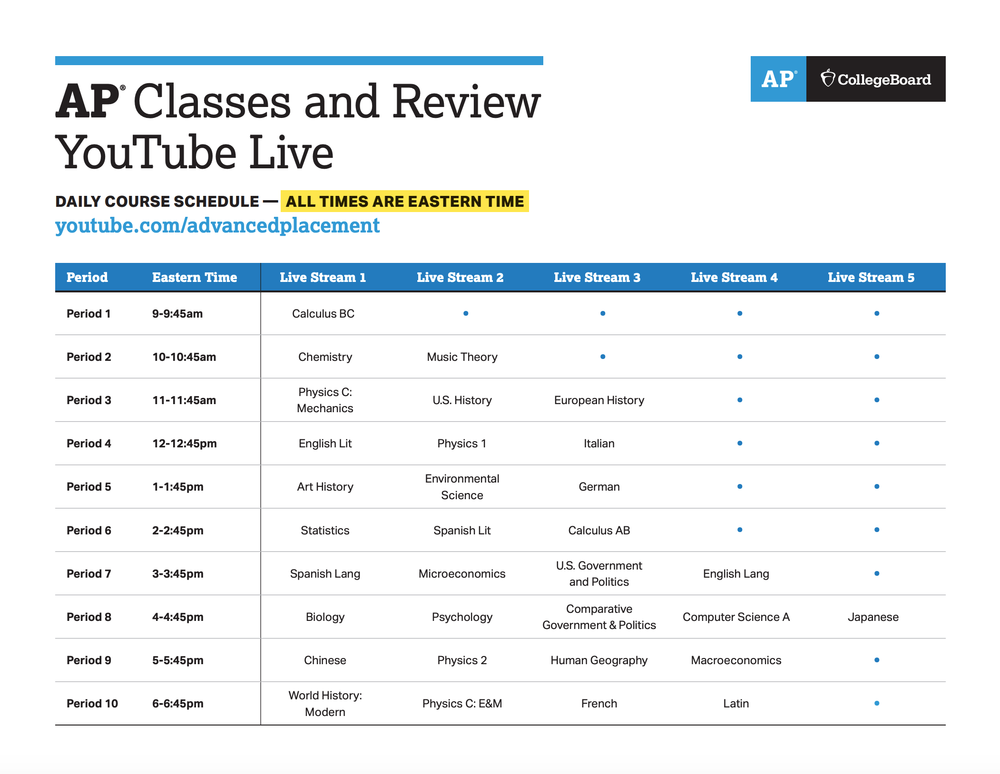 AP® Classes and Review
YouTube Live
AP® CollegeBoard
DAILY COURSE SCHEDULE — ALL TIMES ARE EASTERN TIME
youtube.com/advancedplacement
Period Eastern Time Live Stream 1 Live Stream 2 Live Stream 3 Live Stream 4 Live Stream 5
Period 1 9-9:45am Calculus BC • • • •
Period 2 10-10:45am Chemistry Music Theory • • •
Period 3 11-11:45am Physics C: Mechanics U.S. History European History • •
Period 4 12-12:45pm English Lit Physics 1 Italian • •
Period 5 1-1:45pm Art History Environmental Science German • •
Period 6 2-2:45pm Statistics Spanish Lit Calculus AB • •
Period 7 3-3:45pm Spanish Lang Microeconomics U.S. Government and Politics English Lang •
Period 8 4-4:45pm Biology Psychology Comparative Government & Politics Computer Science A Japanese
Period 9 5-5:45pm Chinese Physics 2 Human Geography Macroeconomics •
Period 10 6-6:45pm World History: Modern Physics C: E&M French Latin •